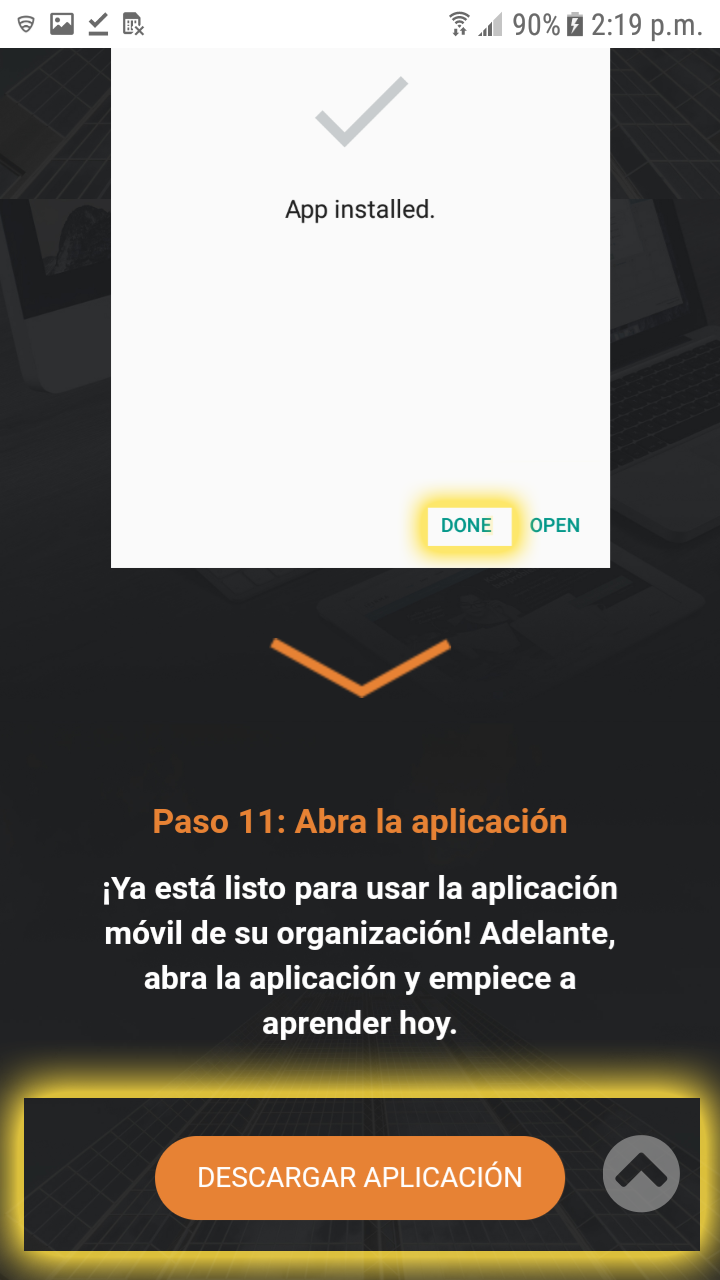 90% 2:19 p.m.
App installed.
DONE OPEN
Paso 11: Abra la aplicación
¡Ya está listo para usar la aplicación
móvil de su organización! Adelante,
abra la aplicación y empiece a
aprender hoy.
DESCARGAR APLICACIÓN